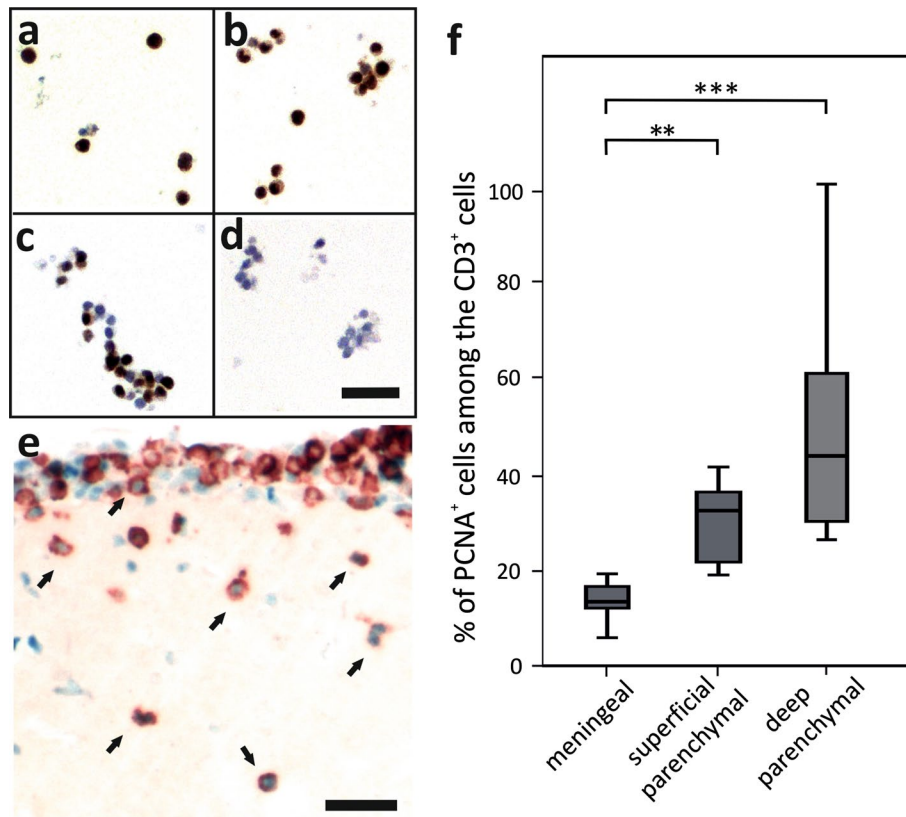 a
b
c
d
e
f
***
**
% of PCNA⁺ cells among the CD3⁺ cells
100
80
60
40
20
0
meningeal
superficial
parenchymal
deep
parenchymal